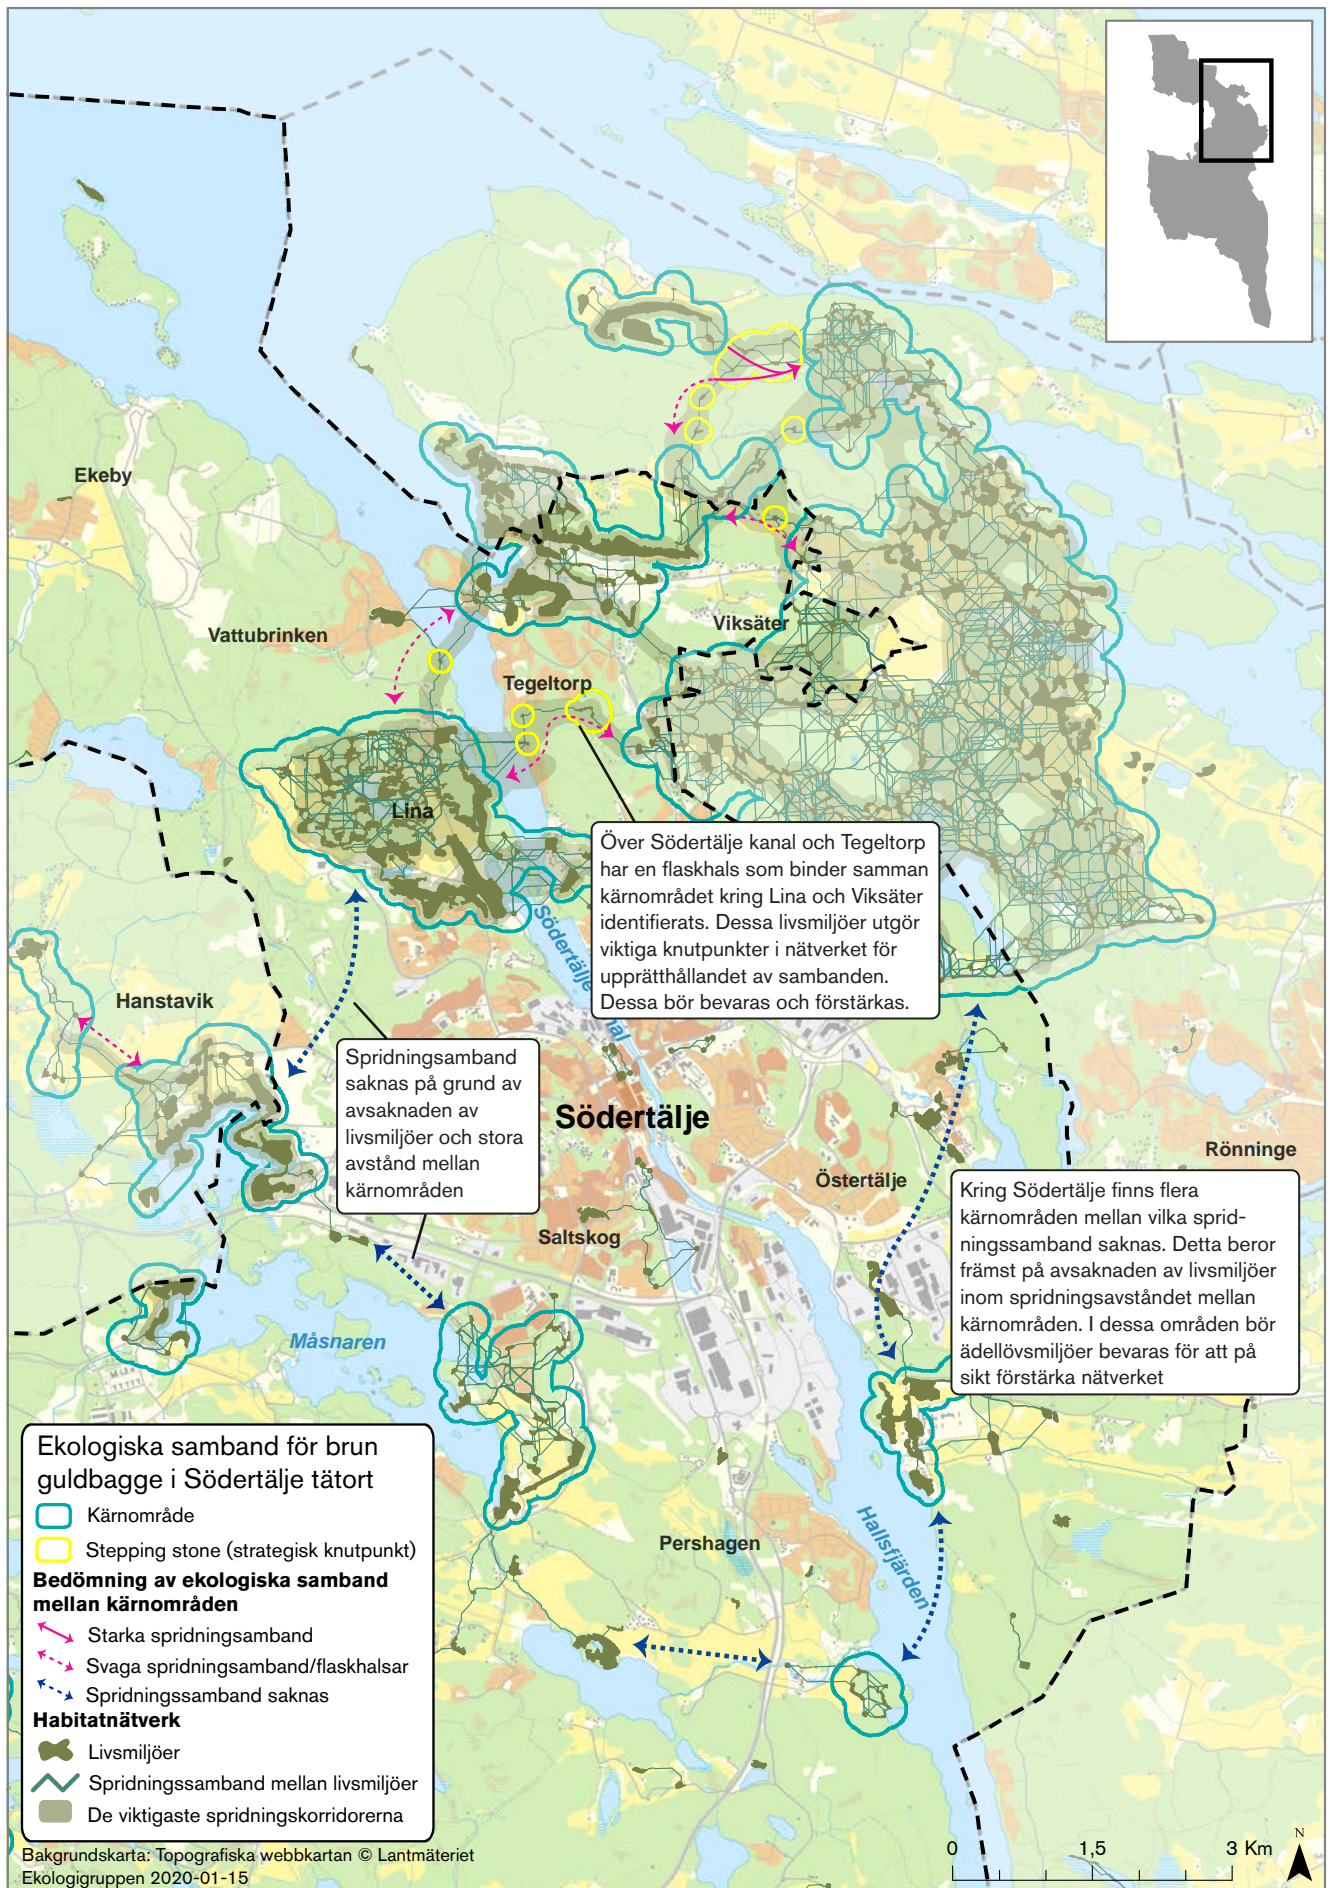 Ekeby
Vattubrinken
Viksäter
Tegeltorp
Lina
Över Södertälje kanal och Tegeltorp
har en flaskhals som binder samman
kärnområdet kring Lina och Viksäter
identifierats. Dessa livsmiljöer utgör
viktiga knutpunkter i nätverket för
upprätthållandet av sambanden.
Dessa bör bevaras och förstärkas.
Södertälje
nal
Hanstavik
Spridningsamband
saknas på grund av
avsaknaden av
livsmiljöer och stora
avstånd mellan
kärnområden
Södertälje
Rönninge
Östertälje
Kring Södertälje finns flera
kärnområden mellan vilka sprid-
ningssamband saknas. Detta beror
främst på avsaknaden av livsmiljöer
inom spridningsavståndet mellan
kärnområden. I dessa områden bör
ädellövsmiljöer bevaras för att på
sikt förstärka nätverket
Saltskog
Måsnaren
Pershagen
Hallsfjärden
Ekologiska samband för brun
guldbagge i Södertälje tätort
Kärnområde
Stepping stone (strategisk knutpunkt)
Bedömning av ekologiska samband
mellan kärnområden
Starka spridningsamband
Svaga spridningsamband/flaskhalsar
Spridningssamband saknas
Habitatnätverk
Livsmiljöer
Spridningssamband mellan livsmiljöer
De viktigaste spridningskorridorerna
Bakgrundskarta: Topografiska webbkartan © Lantmäteriet
Ekologigruppen 2020-01-15
0 1,5 3 Km
N